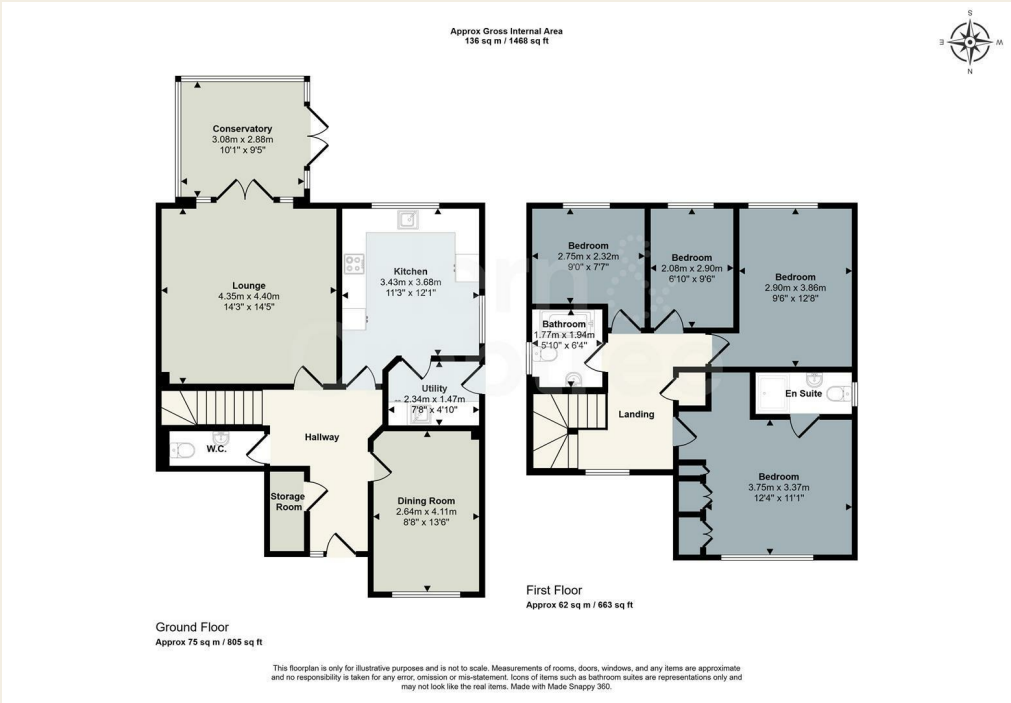 Approx Gross Internal Area
136 sq m / 1468 sq ft
S
E
W
N
Conservatory
3.08m x 2.88m
10'1" x 9'5"
Lounge
4.35m x 4.40m
14'3" x 14'5"
Kitchen
3.43m x 3.68m
11'3" x 12'1"
Utility
2.34m x 1.47m
7'8" x 4'10"
Hallway
W.C.
Storage
Room
Dining Room
2.64m x 4.11m
8'8" x 13'6"
Ground Floor
Approx 75 sq m / 805 sq ft
Bedroom
2.75m x 2.32m
9'0" x 7'7"
Bedroom
2.08m x 2.90m
6'10" x 9'6"
Bedroom
2.90m x 3.86m
9'6" x 12'8"
Bathroom
1.77m x 1.94m
5'10" x 6'4"
En Suite
Landing
Bedroom
3.75m x 3.37m
12'4" x 11'1"
First Floor
Approx 62 sq m / 663 sq ft
This floorplan is only for illustrative purposes and is not to scale. Measurements of rooms, doors, windows, and any items are approximate
and no responsibility is taken for any error, omission or mis-statement. Icons of items such as bathroom suites are representations only and
may not look like the real items. Made with Made Snappy 360.